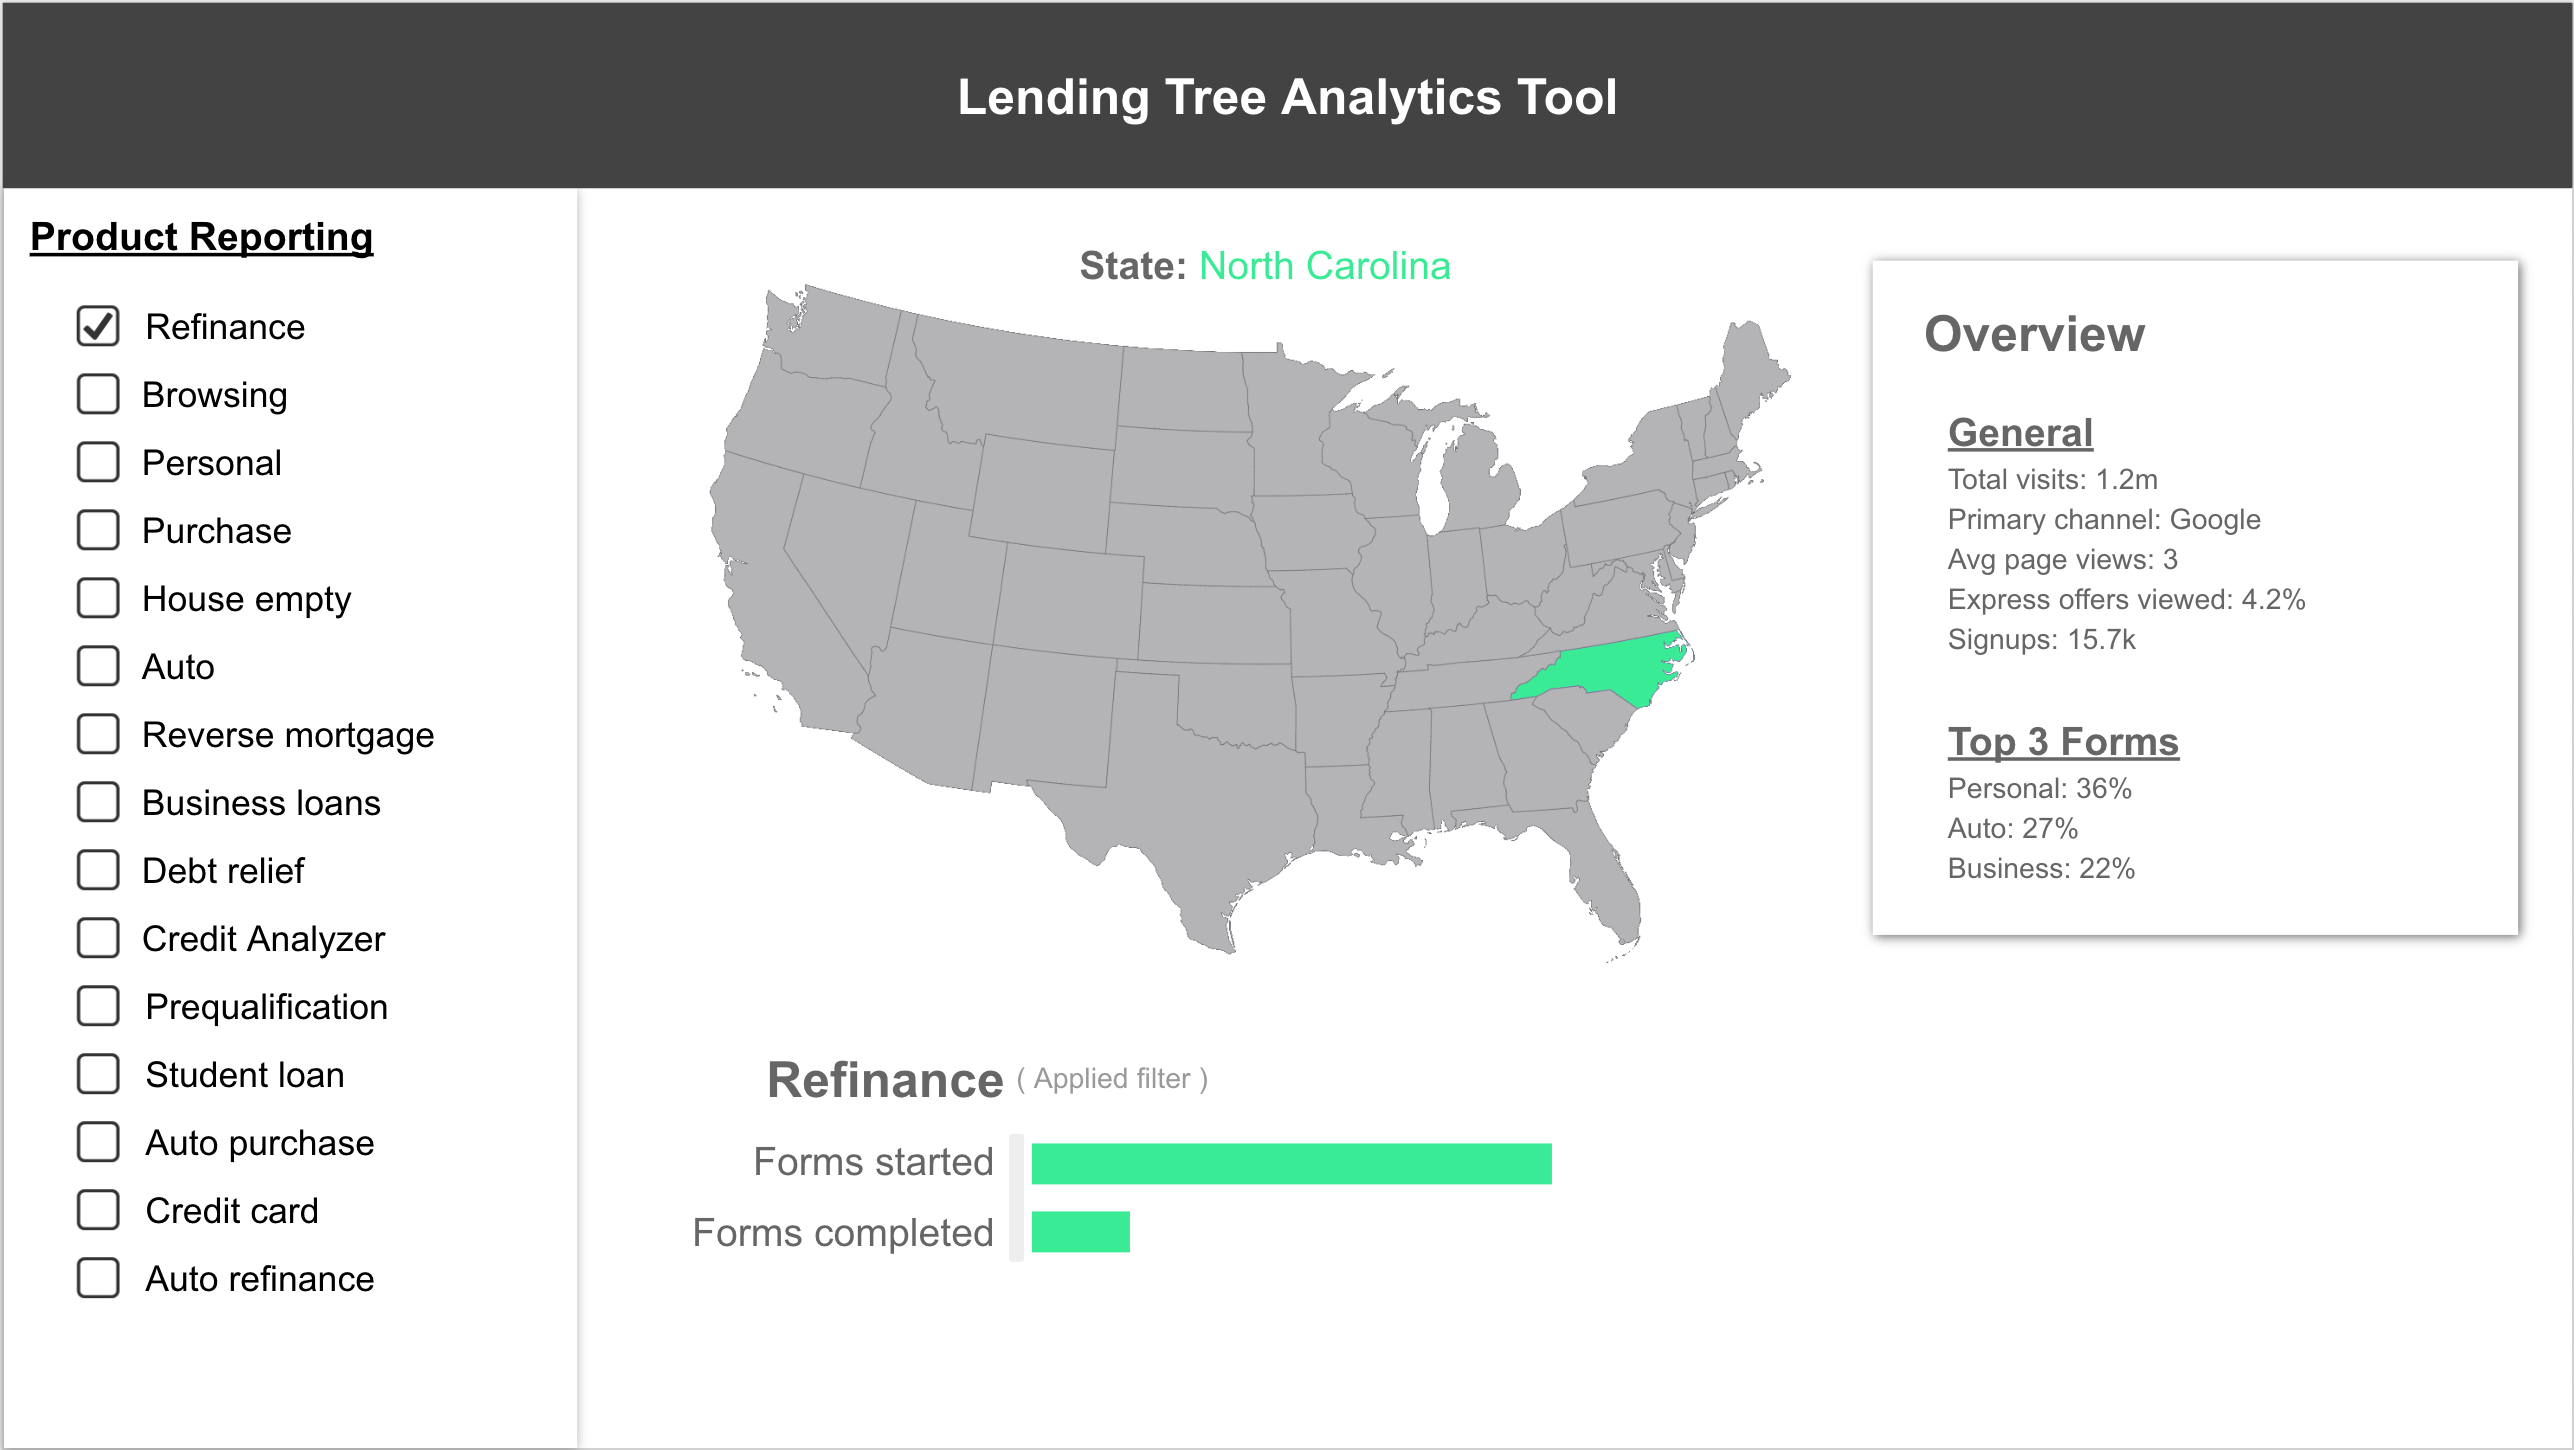 Lending Tree Analytics Tool
Product Reporting
Refinance
Browsing
Personal
Purchase
House empty
Auto
Reverse mortgage
Business loans
Debt relief
Credit Analyzer
Prequalification
Student loan
Auto purchase
Credit card
Auto refinance
State: North Carolina
Overview
General
Total visits: 1.2m
Primary channel: Google
Avg page views: 3
Express offers viewed: 4.2%
Signups: 15.7k
Top 3 Forms
Personal: 36%
Auto: 27%
Business: 22%
Refinance ( Applied filter )
Forms started
Forms completed